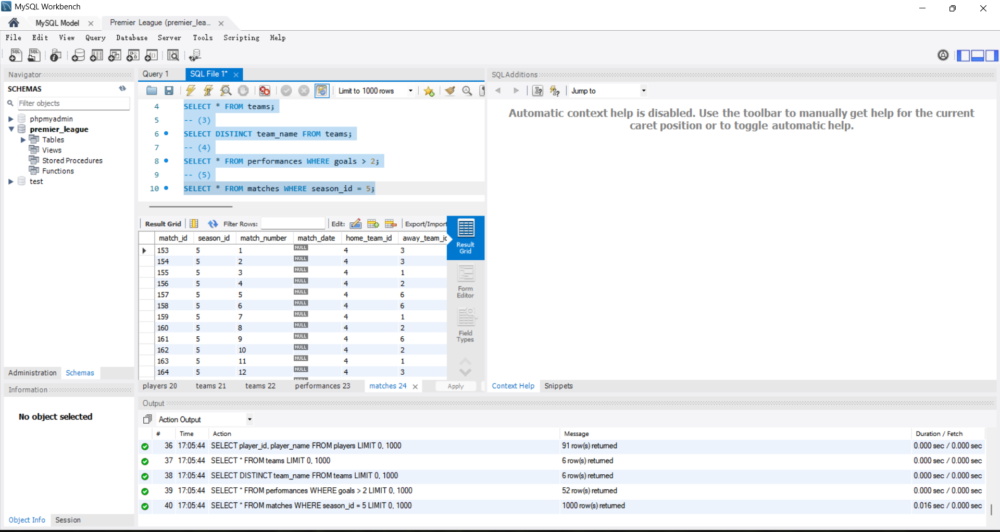 MySQL Workbench
MySQL Model
Premier League (premier_lea...
File Edit View Query Database Server Tools Scripting Help
Navigator
SCHEMAS
Filter objects
phpmyadmin
premier_league
Tables
Views
Stored Procedures
Functions
test
Administration Schemas
Information
No object selected
Object Info Session
Query 1 SQL File 1*
Limit to 1000 rows
4 SELECT * FROM teams;
5 -- (3)
6 SELECT DISTINCT team_name FROM teams;
7 -- (4)
8 SELECT * FROM performances WHERE goals > 2;
9 -- (5)
10 SELECT * FROM matches WHERE season_id = 5;
Result Grid Filter Rows: Edit: Export/Import
match_id season_id match_number match_date home_team_id away_team_id
153 5 1 NULL 4 3
154 5 2 NULL 4 3
155 5 3 NULL 4 1
156 5 4 NULL 4 2
157 5 5 NULL 4 6
158 5 6 NULL 4 6
159 5 7 NULL 4 1
160 5 8 NULL 4 2
161 5 9 NULL 4 6
162 5 10 NULL 4 2
163 5 11 NULL 4 1
164 5 12 NULL 4 3
Result
Grid
Form
Editor
Field
Types
players 20 teams 21 teams 22 performances 23 matches 24 Apply
SQLAdditions
Jump to
Automatic context help is disabled. Use the toolbar to manually get help for the current
caret position or to toggle automatic help.
Context Help Snippets
Output
Action Output
# Time Action Message Duration / Fetch
36 17:05:44 SELECT player_id, player_name FROM players LIMIT 0, 1000 91 row(s) returned 0.000 sec / 0.000 sec
37 17:05:44 SELECT * FROM teams LIMIT 0, 1000 6 row(s) returned 0.000 sec / 0.000 sec
38 17:05:44 SELECT DISTINCT team_name FROM teams LIMIT 0, 1000 6 row(s) returned 0.000 sec / 0.000 sec
39 17:05:44 SELECT * FROM performances WHERE goals > 2 LIMIT 0, 1000 52 row(s) returned 0.000 sec / 0.000 sec
40 17:05:44 SELECT * FROM matches WHERE season_id = 5 LIMIT 0, 1000 1000 row(s) returned 0.016 sec / 0.000 sec